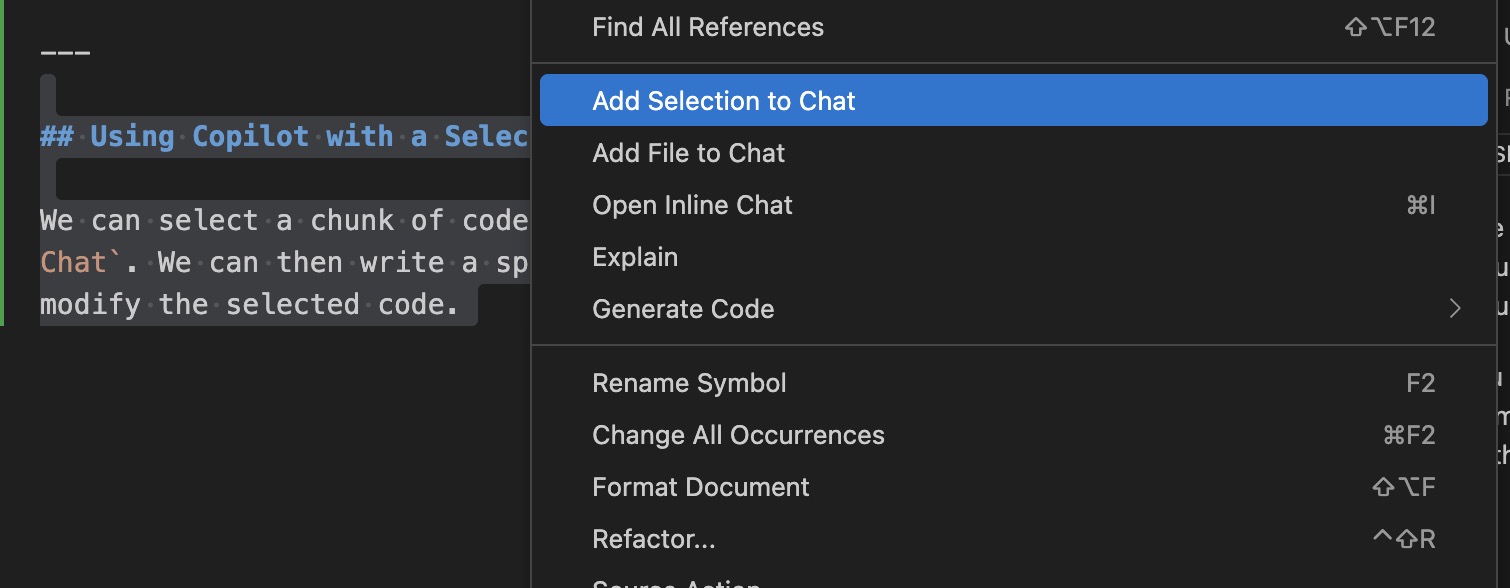 Find All References ⇧⌥F12
---
Add Selection to Chat
## Using Copilot with a Selec
Add File to Chat
We can select a chunk of code
Open Inline Chat ⌘I
Chat`. We can then write a sp
Explain
modify the selected code.
Generate Code
Rename Symbol F2
Change All Occurrences ⌘F2
Format Document ⇧⌥F
Refactor... ^⇧R
Source Action